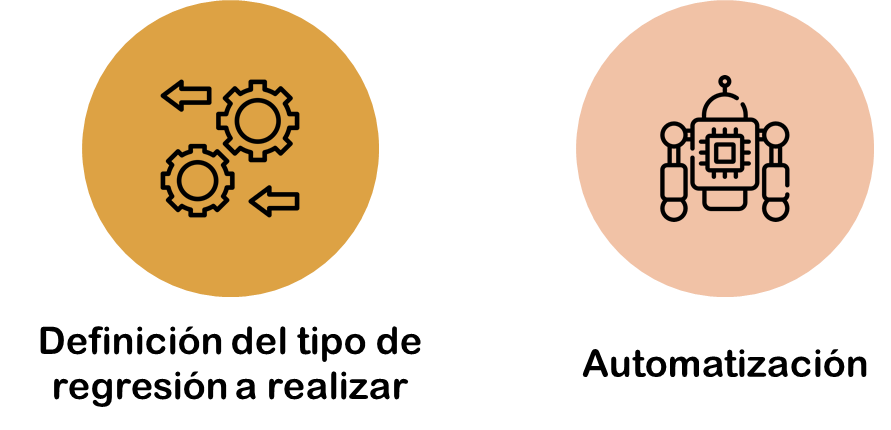 Definición del tipo de
regresión a realizar
Automatización